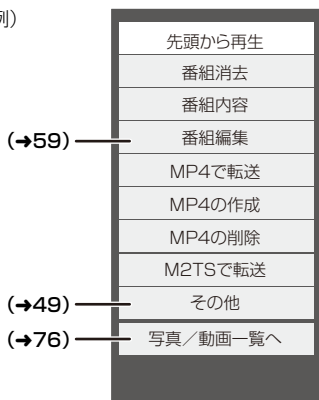 例)
先頭から再生
番組消去
番組内容
(➔59) 番組編集
MP4で転送
MP4の作成
MP4の削除
M2TSで転送
(➔49) その他
(➔76) 写真／動画一覧へ